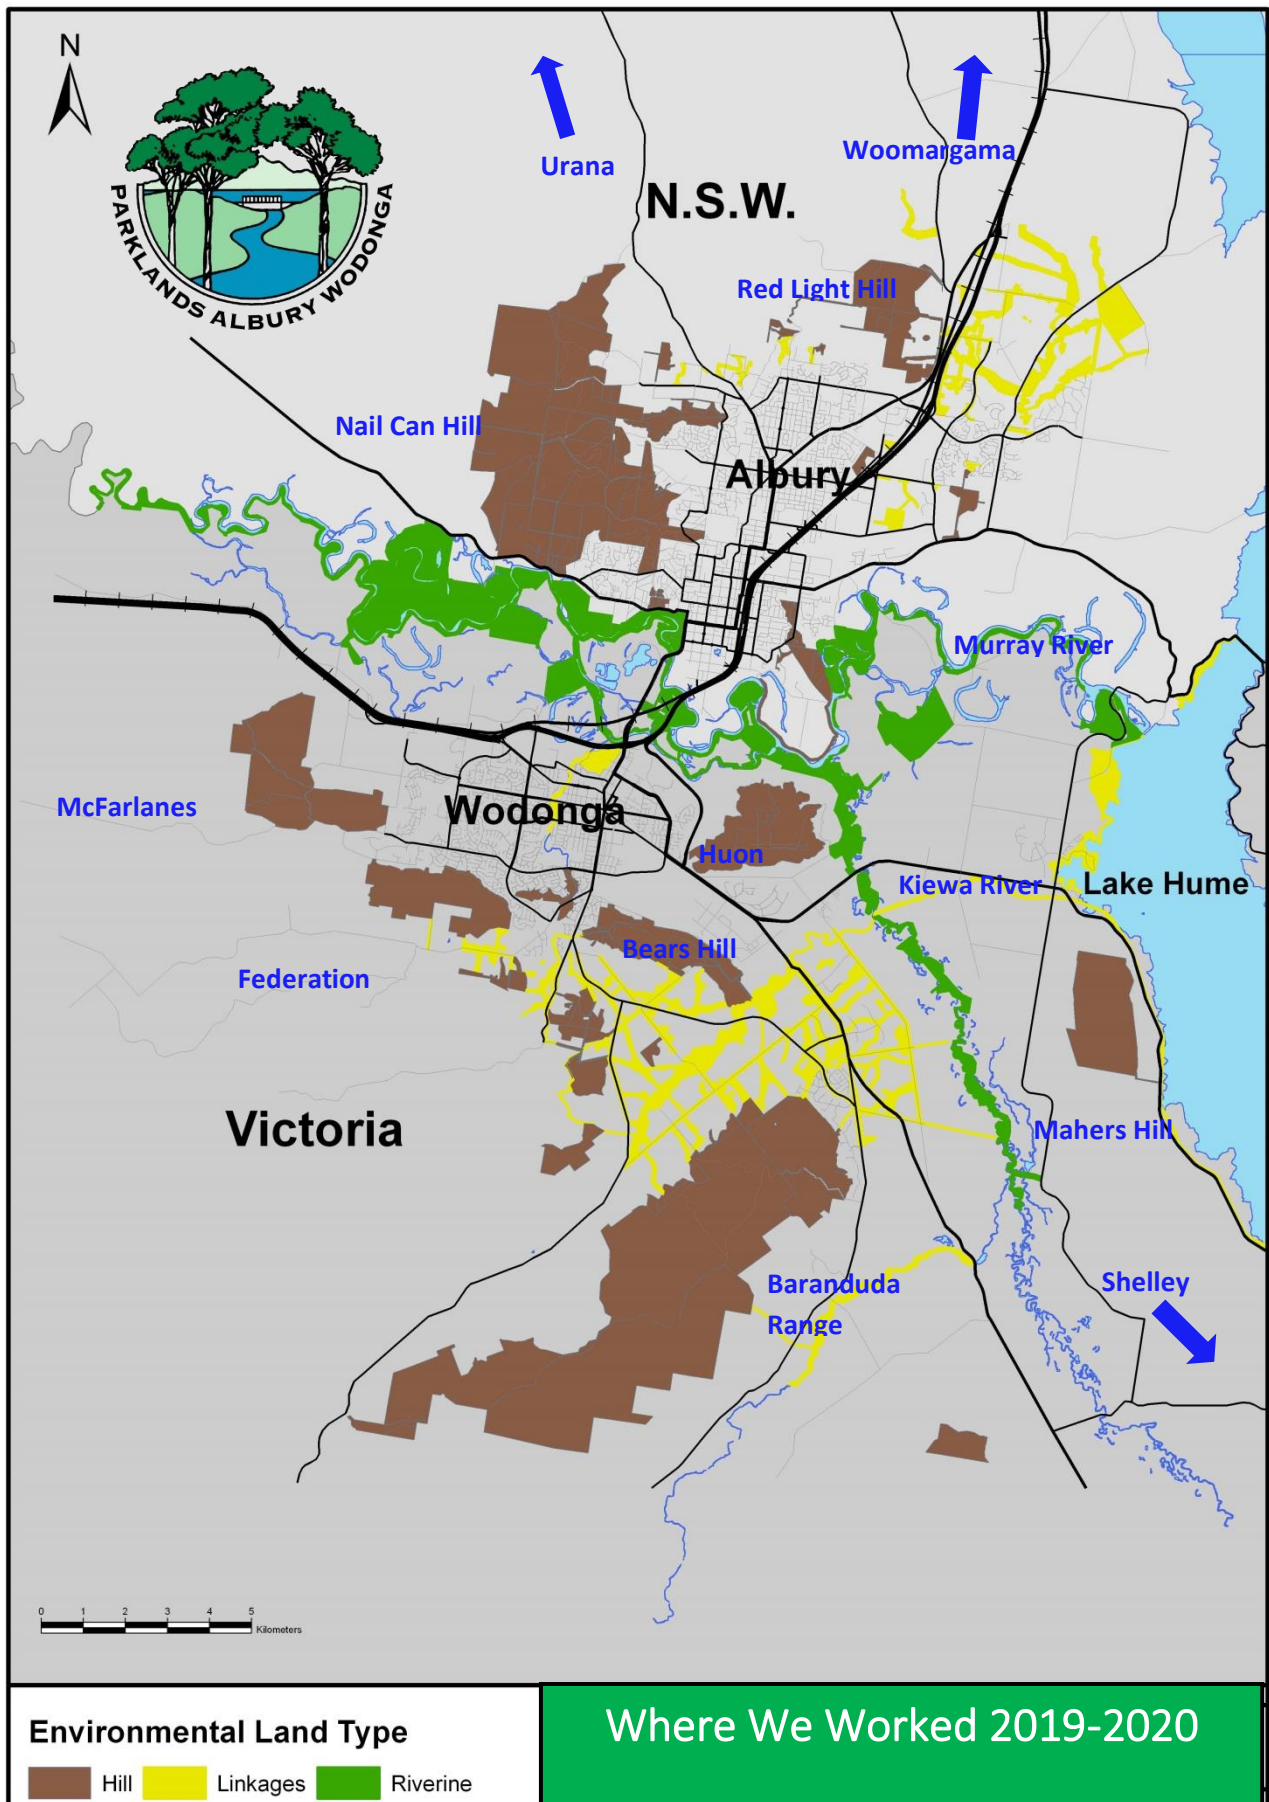 N
PARKLANDS ALBURY WODONGA
Urana
Woomargama
N.S.W.
Red Light Hill
Nail Can Hill
Albury
Murray River
McFarlanes
Wodonga
Huon
Kiewa River
Lake Hume
Bears Hill
Federation
Victoria
Mahers Hill
Baranduda
Range
Shelley
0 1 2 3 4 5
Kilometers
Environmental Land Type
Hill Linkages Riverine
Where We Worked 2019-2020